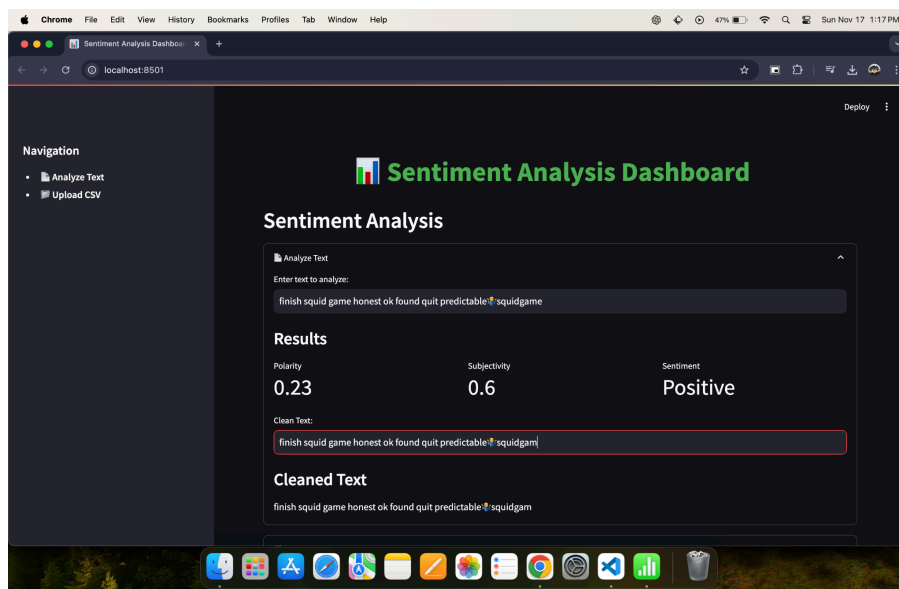 Chrome File Edit View History Bookmarks Profiles Tab Window Help 47% Sun Nov 17 1:17 PM
Sentiment Analysis Dashboar
localhost:8501
Deploy
Navigation
• Analyze Text
• Upload CSV
Sentiment Analysis Dashboard
Sentiment Analysis
Analyze Text
Enter text to analyze:
finish squid game honest ok found quit predictable🤷‍♂️squidgame
Results
Polarity Subjectivity Sentiment
0.23 0.6 Positive
Clean Text:
finish squid game honest ok found quit predictable🤷‍♂️squidgam
Cleaned Text
finish squid game honest ok found quit predictable🤷‍♂️squidgam